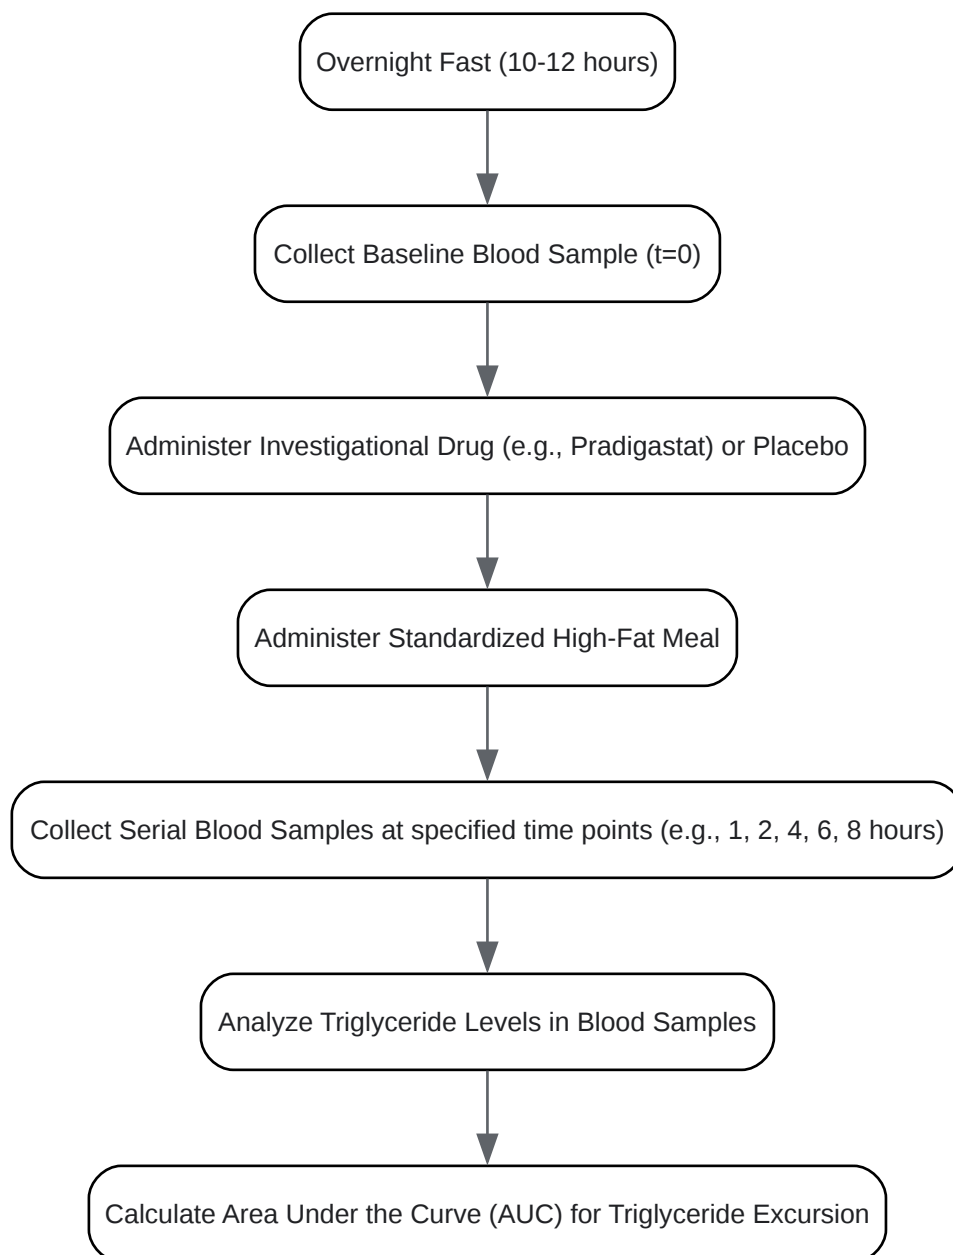 Overnight Fast (10-12 hours)
Collect Baseline Blood Sample (t=0)
Administer Investigational Drug (e.g., Pradigastat) or Placebo
Administer Standardized High-Fat Meal
Collect Serial Blood Samples at specified time points (e.g., 1, 2, 4, 6, 8 hours)
Analyze Triglyceride Levels in Blood Samples
Calculate Area Under the Curve (AUC) for Triglyceride Excursion